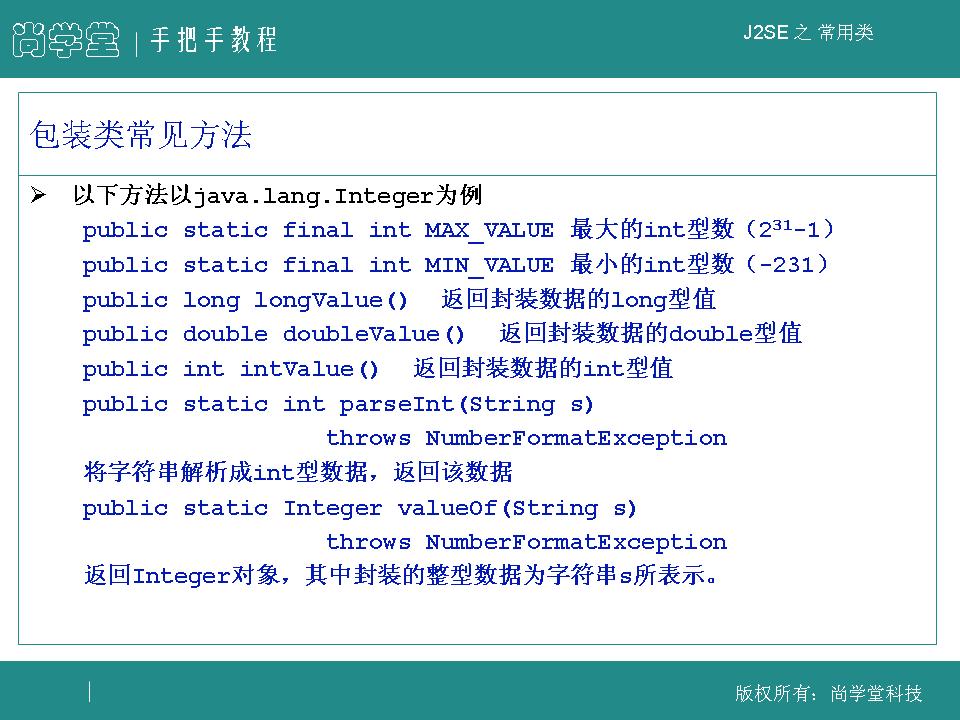 尚学堂 | 手把手教程
J2SE 之 常用类
包装类常见方法
➢ 以下方法以java.lang.Integer为例
public static final int MAX_VALUE 最大的int型数（2³¹-1）
public static final int MIN_VALUE 最小的int型数（-231）
public long longValue() 返回封装数据的long型值
public double doubleValue() 返回封装数据的double型值
public int intValue() 返回封装数据的int型值
public static int parseInt(String s)
throws NumberFormatException
将字符串解析成int型数据，返回该数据
public static Integer valueOf(String s)
throws NumberFormatException
返回Integer对象，其中封装的整型数据为字符串s所表示。
版权所有：尚学堂科技